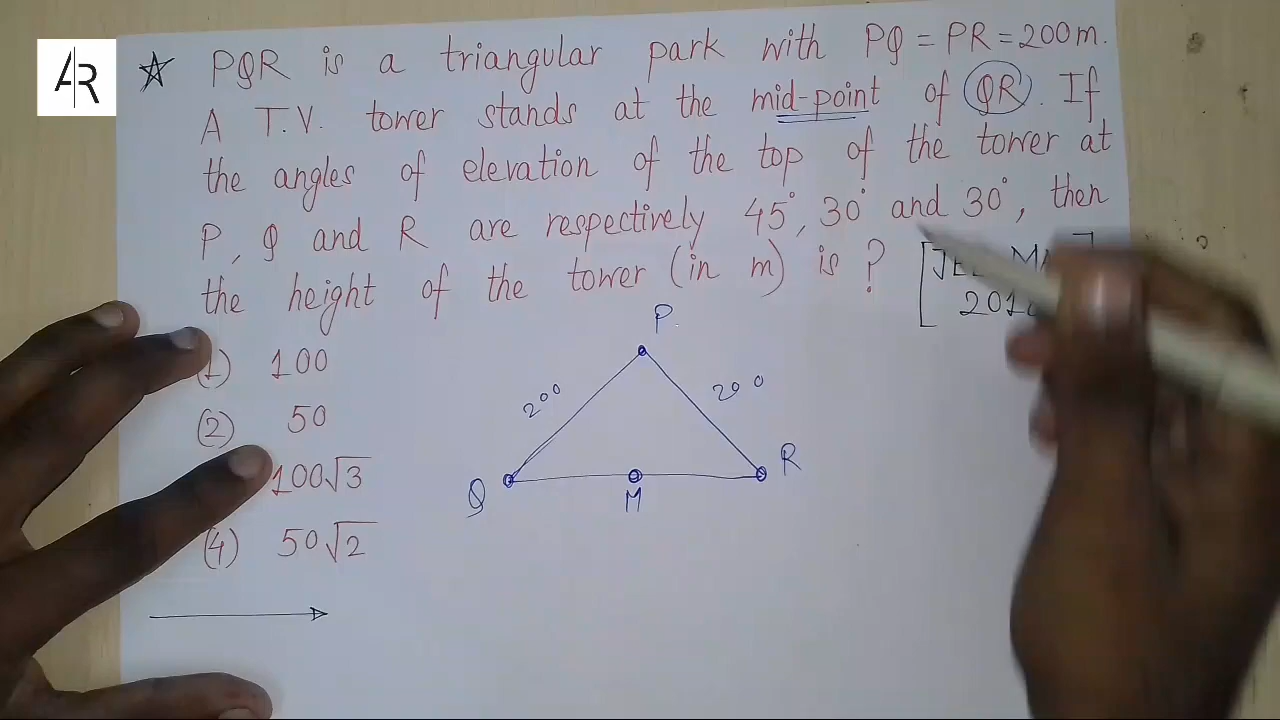 AR
☆ PQR is a triangular park with PQ = PR = 200 m.
A T.V. tower stands at the mid-point of QR. If
the angles of elevation of the top of the tower at
P, Q and R are respectively 45°, 30° and 30°, then
the height of the tower (in m) is ? [JEE
(1) 100
(2) 50
100√3
(4) 50√2
P
200
200
Q
M
R